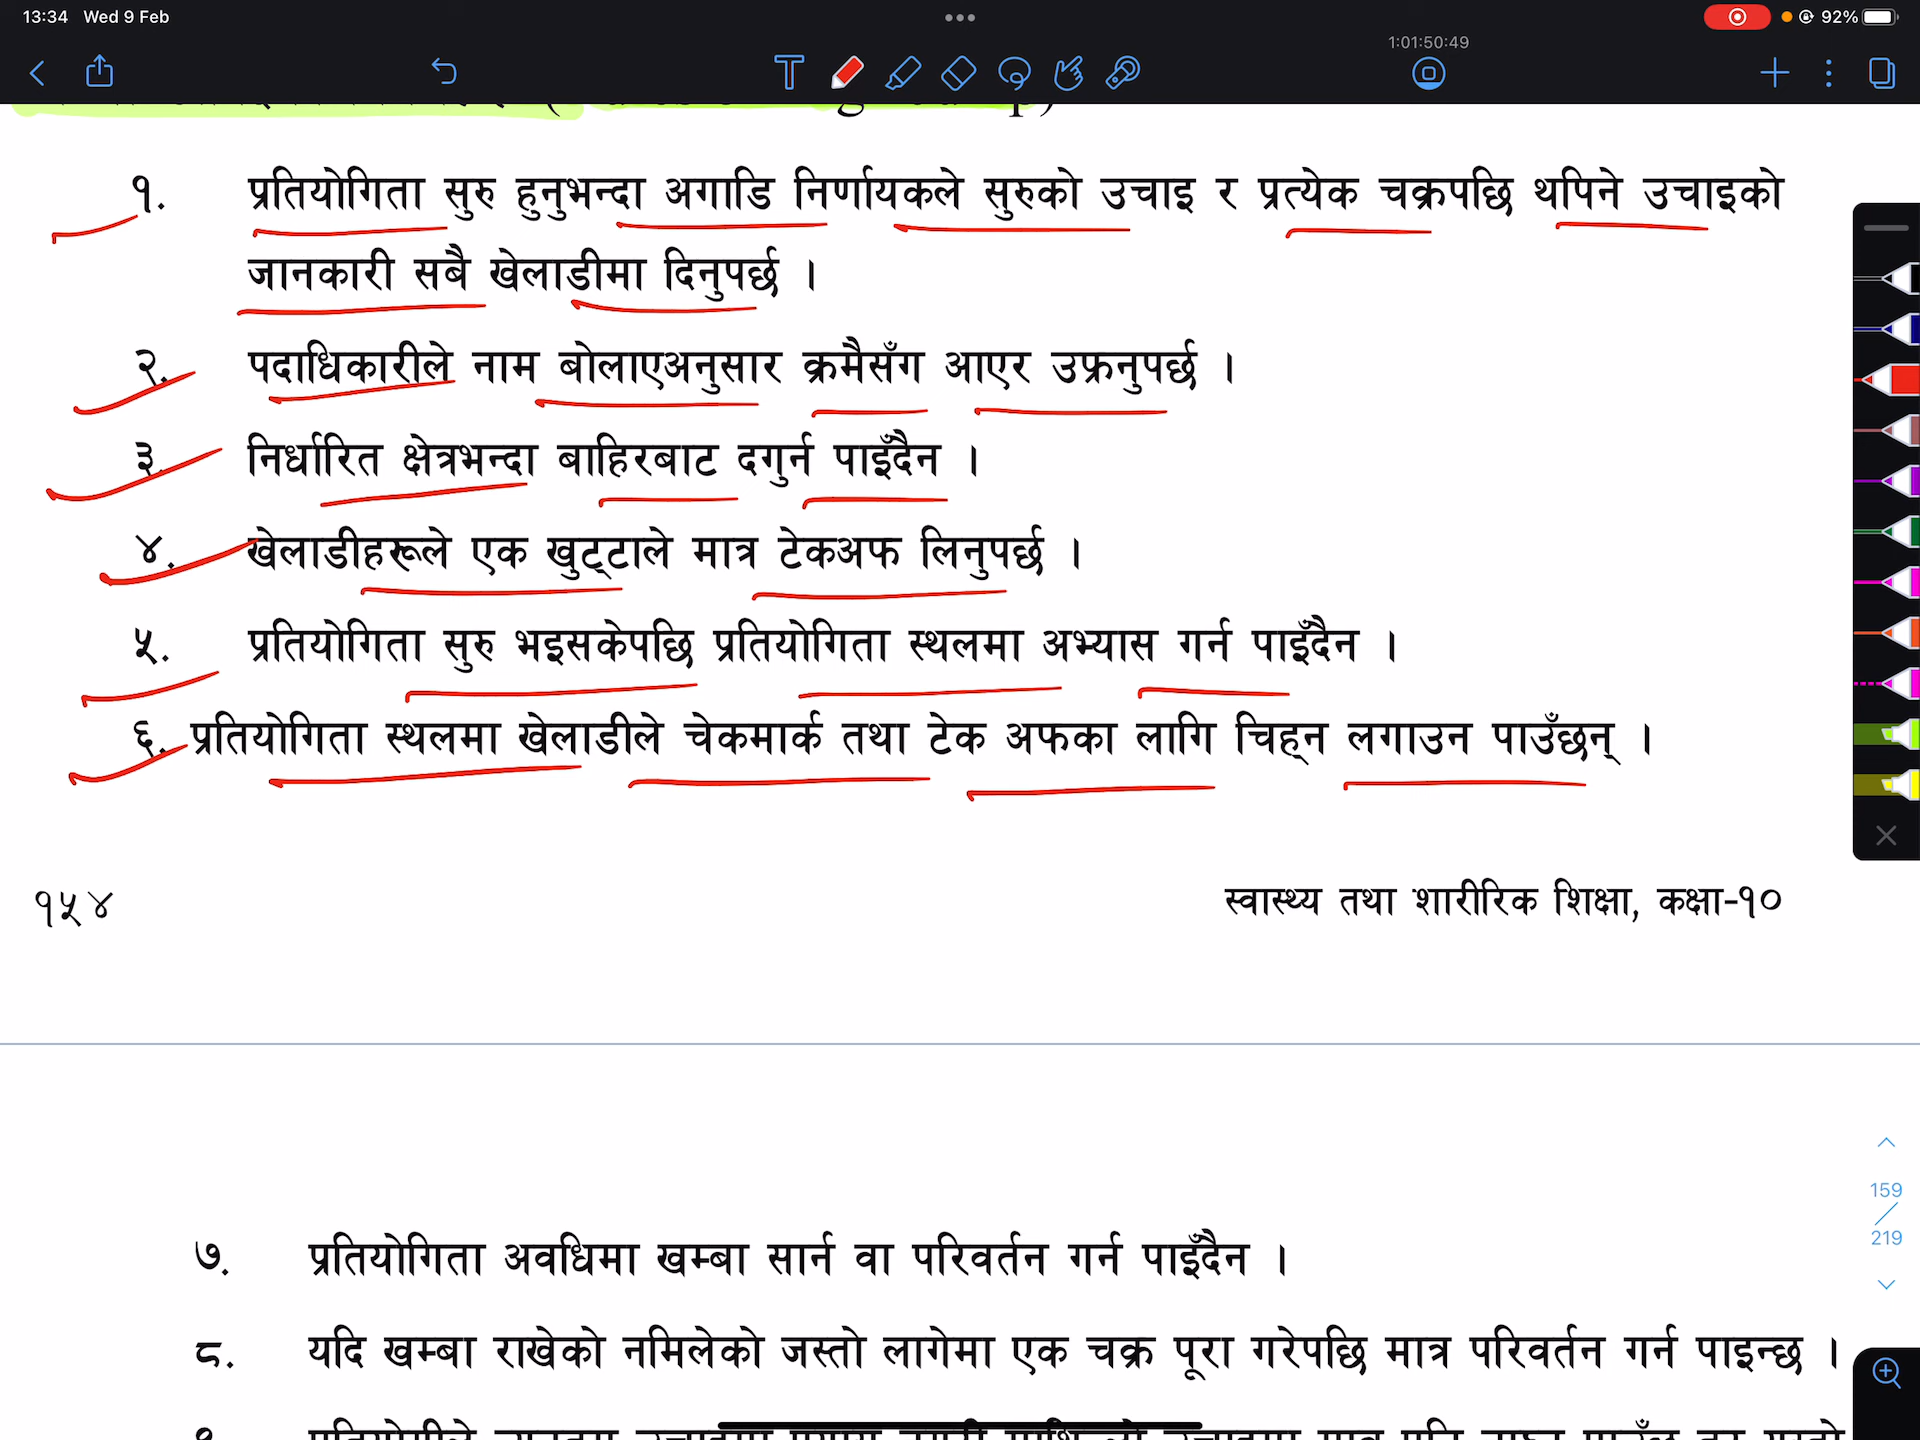 13:34 Wed 9 Feb
92%
1:01:50:49
१. प्रतियोगिता सुरु हुनुभन्दा अगाडि निर्णायकले सुरुको उचाइ र प्रत्येक चक्रपछि थपिने उचाइको
जानकारी सबै खेलाडीमा दिनुपर्छ ।
२. पदाधिकारीले नाम बोलाएअनुसार क्रमैसँग आएर उफ्रनुपर्छ ।
३. निर्धारित क्षेत्रभन्दा बाहिरबाट दगुर्न पाइँदैन ।
४. खेलाडीहरूले एक खुट्टाले मात्र टेकअफ लिनुपर्छ ।
५. प्रतियोगिता सुरु भइसकेपछि प्रतियोगिता स्थलमा अभ्यास गर्न पाइँदैन ।
६. प्रतियोगिता स्थलमा खेलाडीले चेकमार्क तथा टेक अफका लागि चिह्न लगाउन पाउँछन् ।
१५४ स्वास्थ्य तथा शारीरिक शिक्षा, कक्षा-१०
159
219
७. प्रतियोगिता अवधिमा खम्बा सार्न वा परिवर्तन गर्न पाइँदैन ।
८. यदि खम्बा राखेको नमिलेको जस्तो लागेमा एक चक्र पूरा गरेपछि मात्र परिवर्तन गर्न पाइन्छ ।